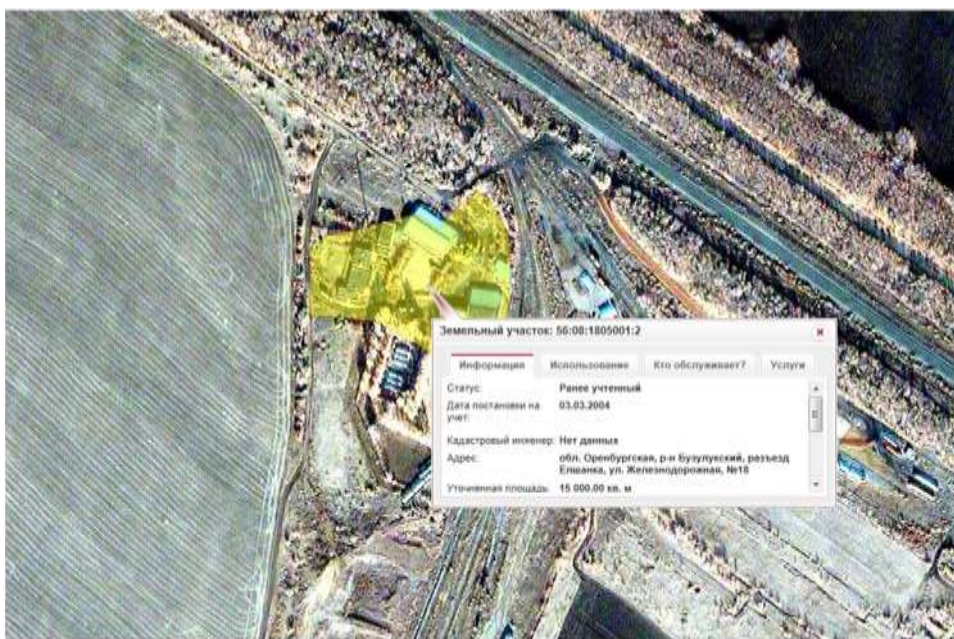 Земельный участок: 56:08:1805001:2
Информация Использование Кто обслуживает? Услуги
Статус: Ранее учтенный
Дата постановки на 03.03.2004
учет:
Кадастровый инженер: Нет данных
Адрес: обл. Оренбургская, р-н Бузулукский, разъезд
Елшанка, ул. Железнодорожная, №18
Уточненная площадь: 15 000.00 кв. м